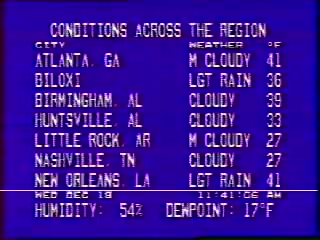 CONDITIONS ACROSS THE REGION
CITY WEATHER °F
ATLANTA, GA M CLOUDY 41
BILOXI LGT RAIN 36
BIRMINGHAM, AL CLOUDY 39
HUNTSVILLE, AL CLOUDY 33
LITTLE ROCK, AR M CLOUDY 27
NASHVILLE, TN CLOUDY 27
NEW ORLEANS, LA LGT RAIN 41
WED DEC 19 11:41:06 AM
HUMIDITY: 54% DEWPOINT: 17°F